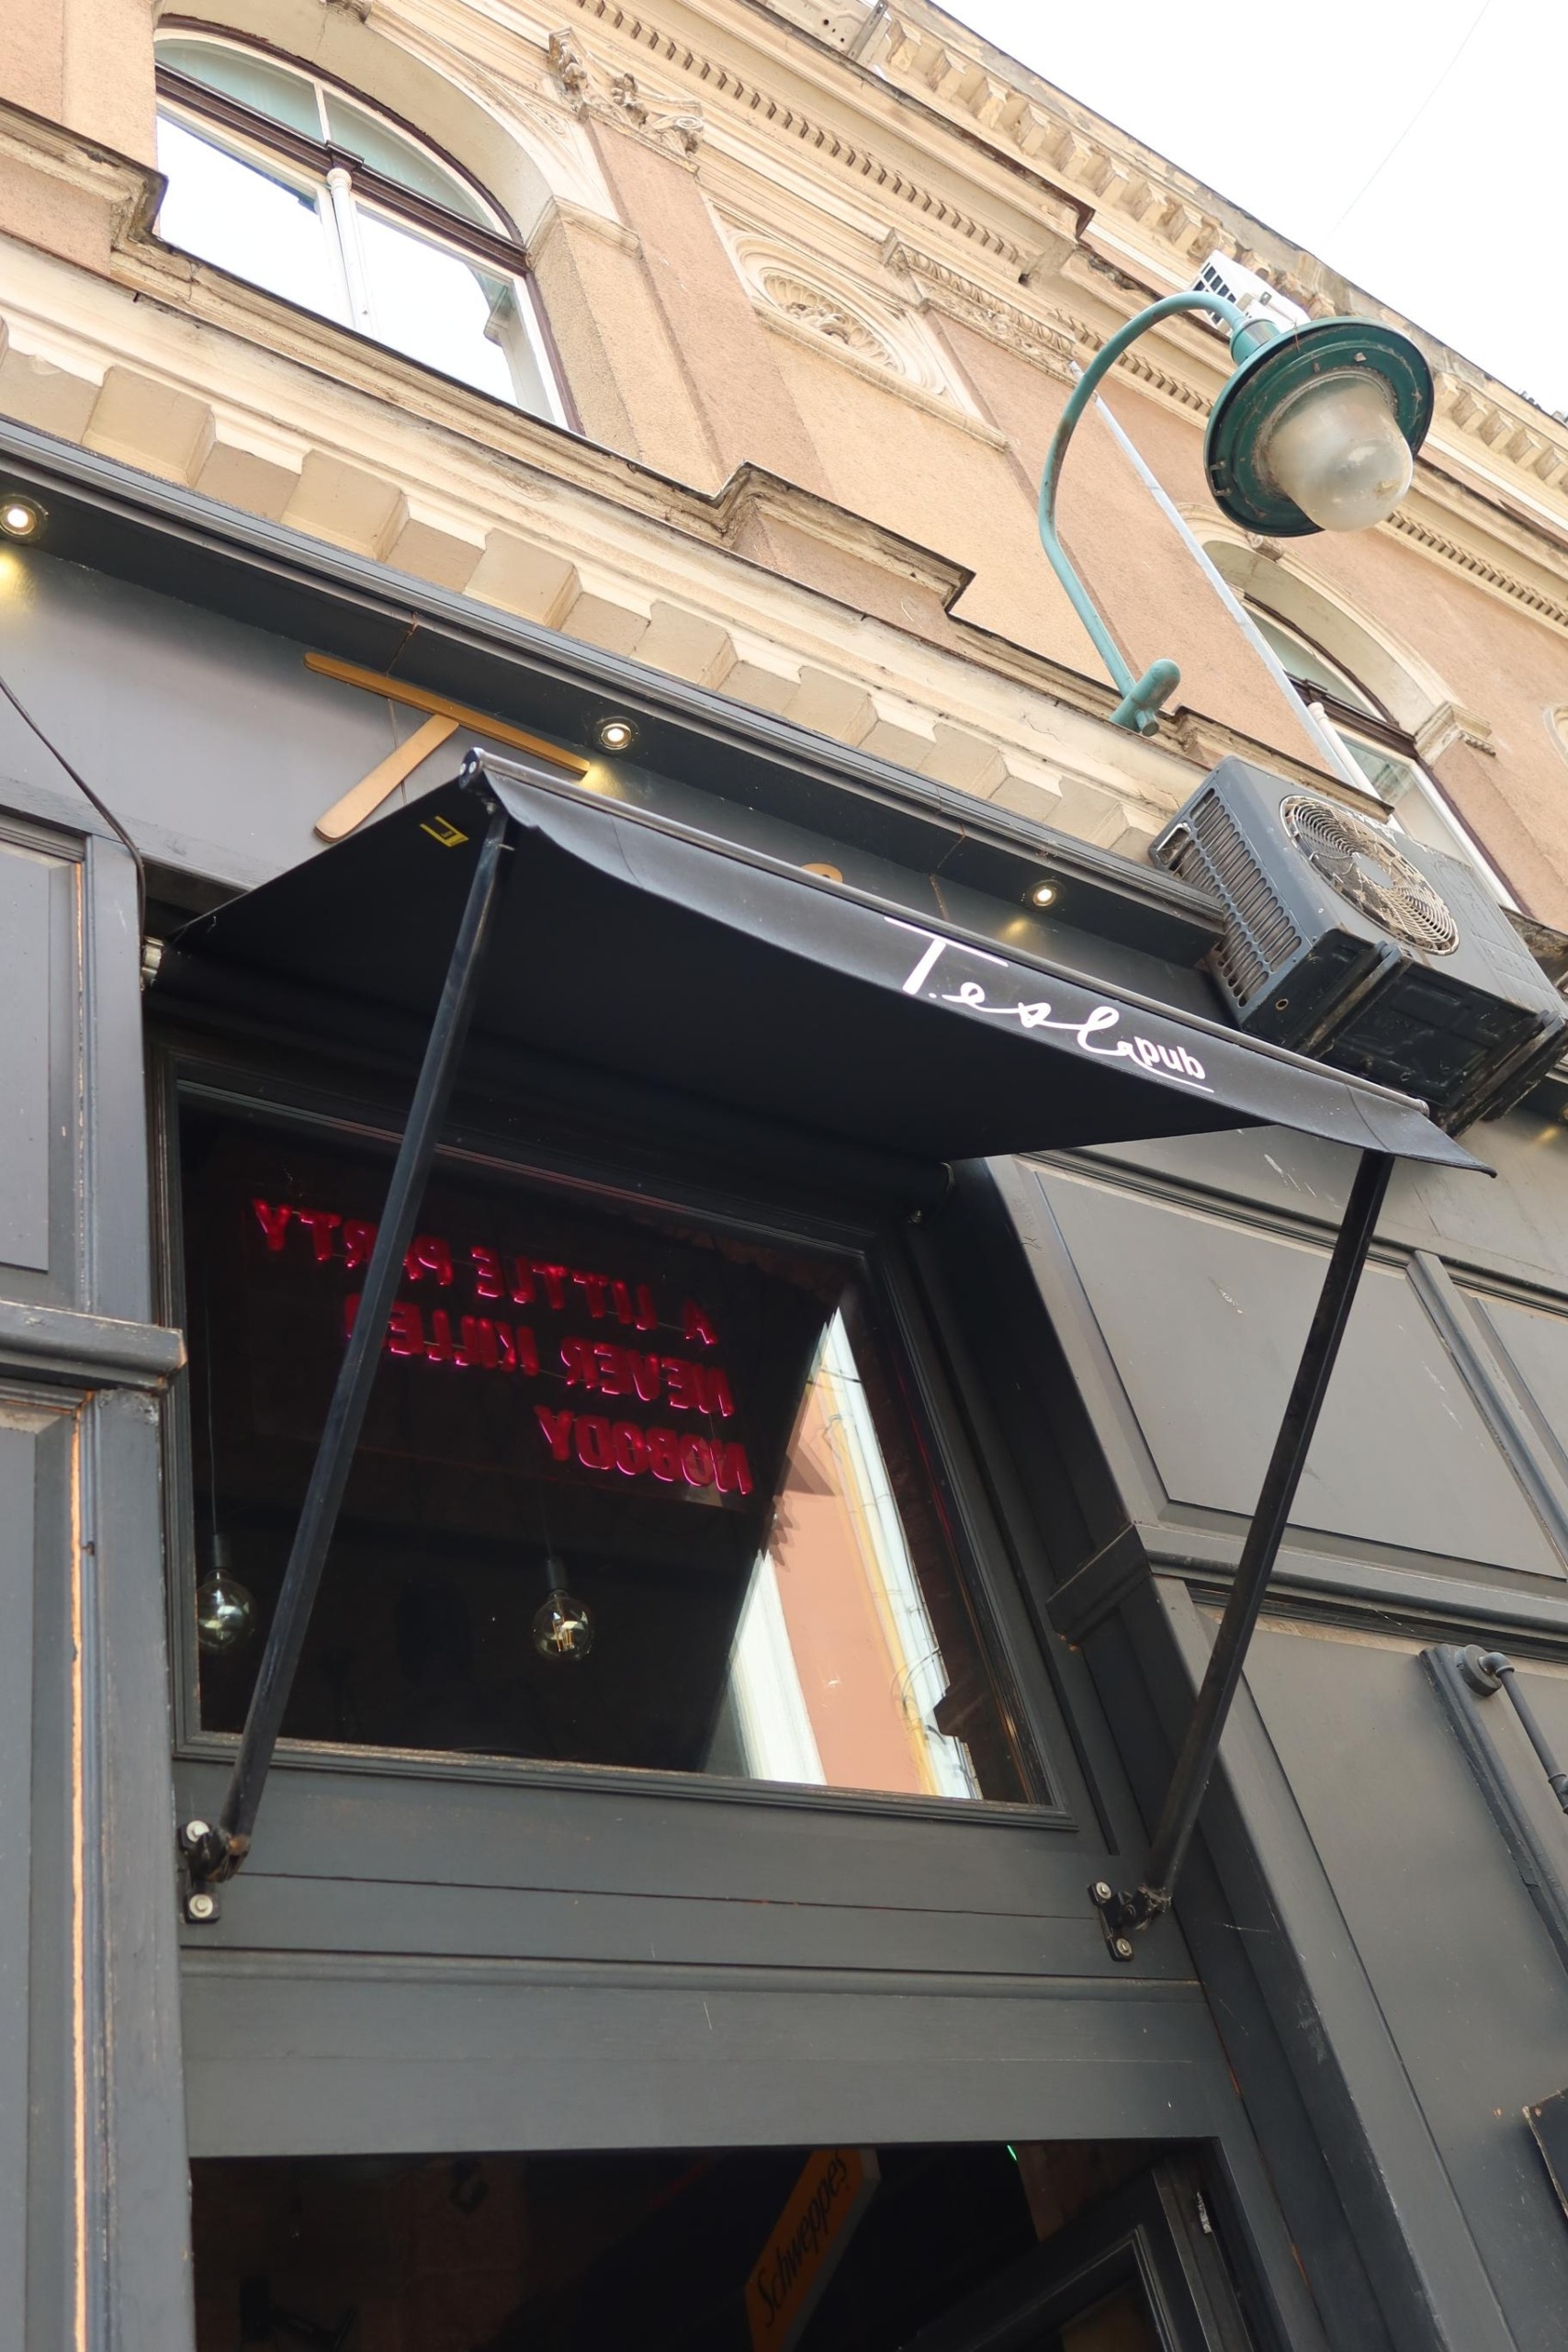 T
Tesla pub
A LITTLE PARTY
NEVER KILLED
NOBODY
Schweppes